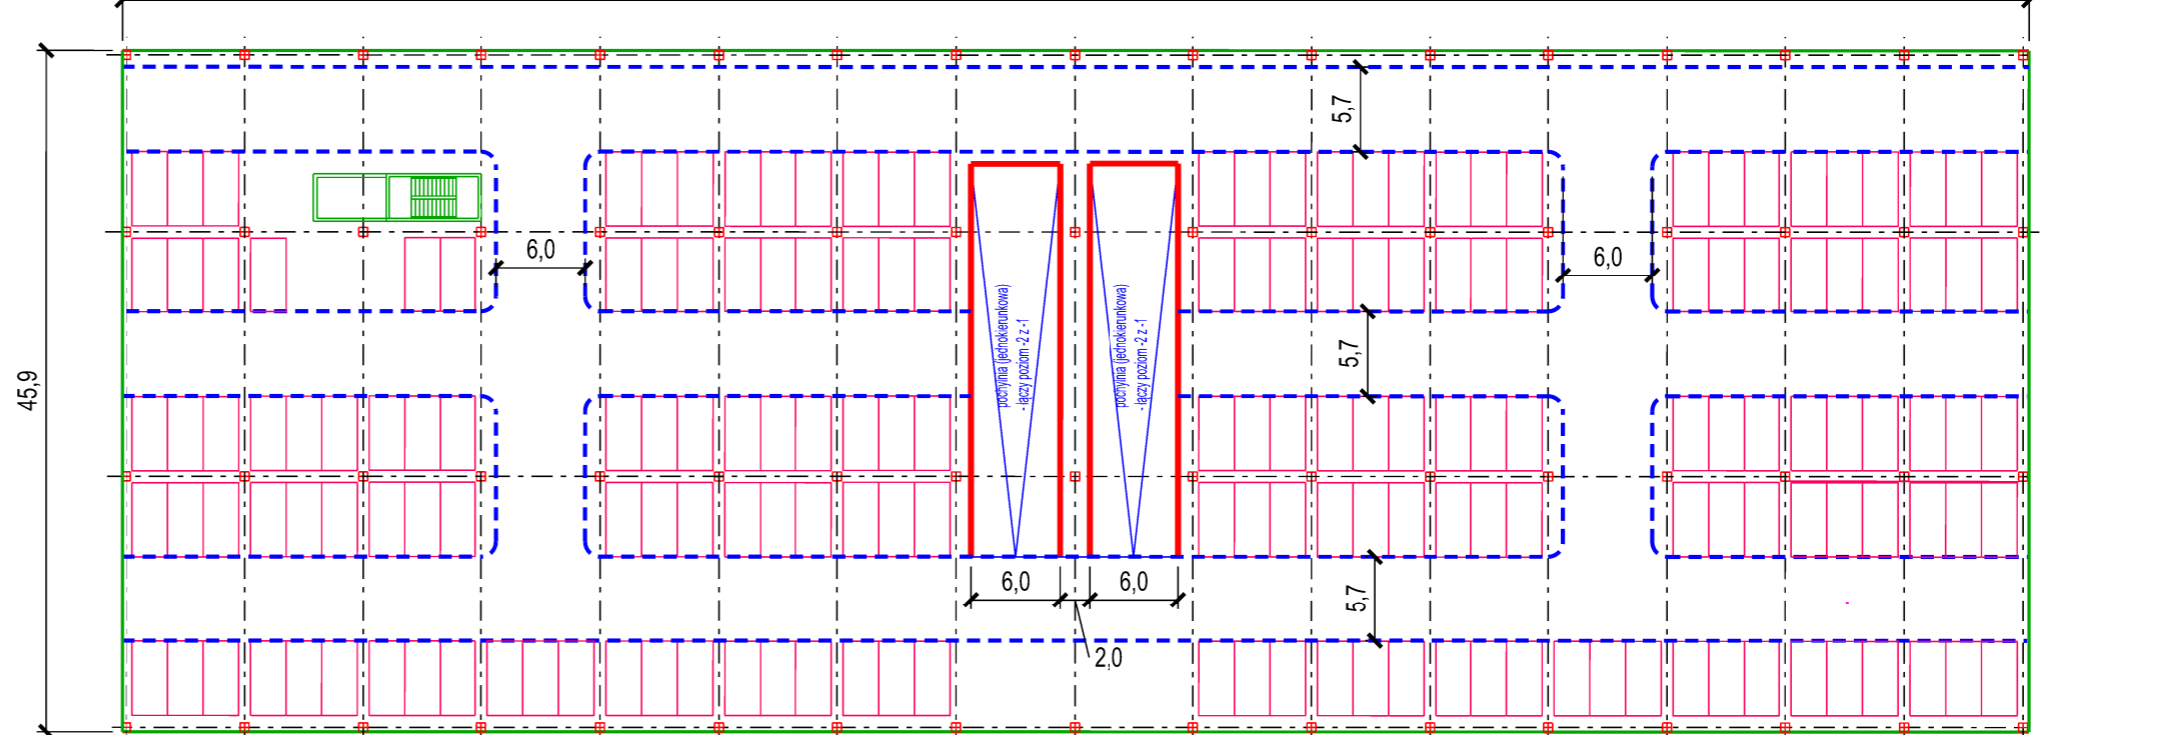 5,7
6,0
6,0
pochylnia (jednokierunkowa)
- łączy poziom -2 z -1
pochylnia (jednokierunkowa)
- łączy poziom -2 z -1
5,7
45,9
6,0
6,0
5,7
2,0